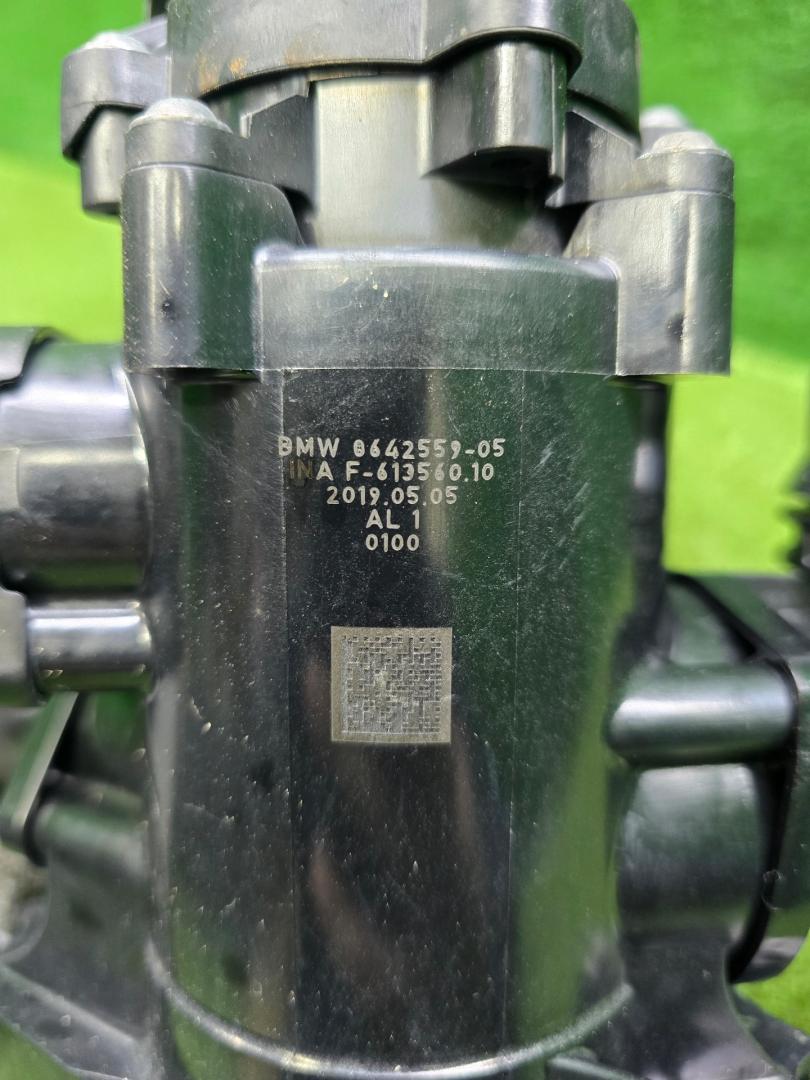 BMW 8642559-05
INA F-613560.10
2019.05.05
AL 1
0100